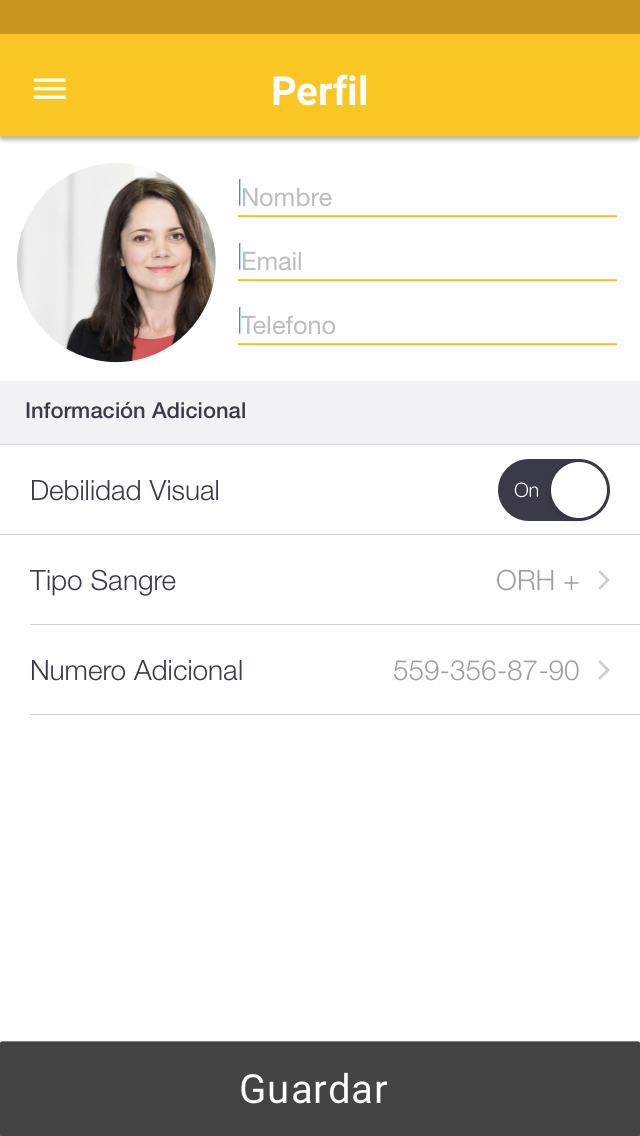 Perfil
Nombre
Email
Telefono
Información Adicional
Debilidad Visual On
Tipo Sangre ORH +
Numero Adicional 559-356-87-90
Guardar